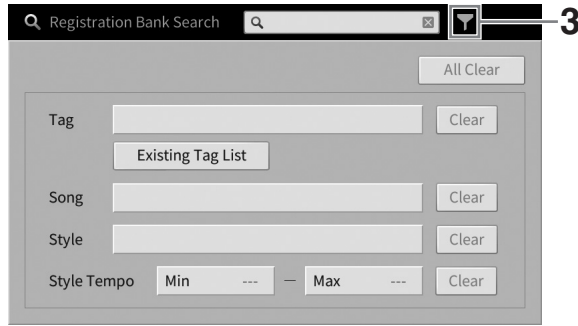 Registration Bank Search
3
All Clear
Tag Clear
Existing Tag List
Song Clear
Style Clear
Style Tempo Min --- — Max --- Clear